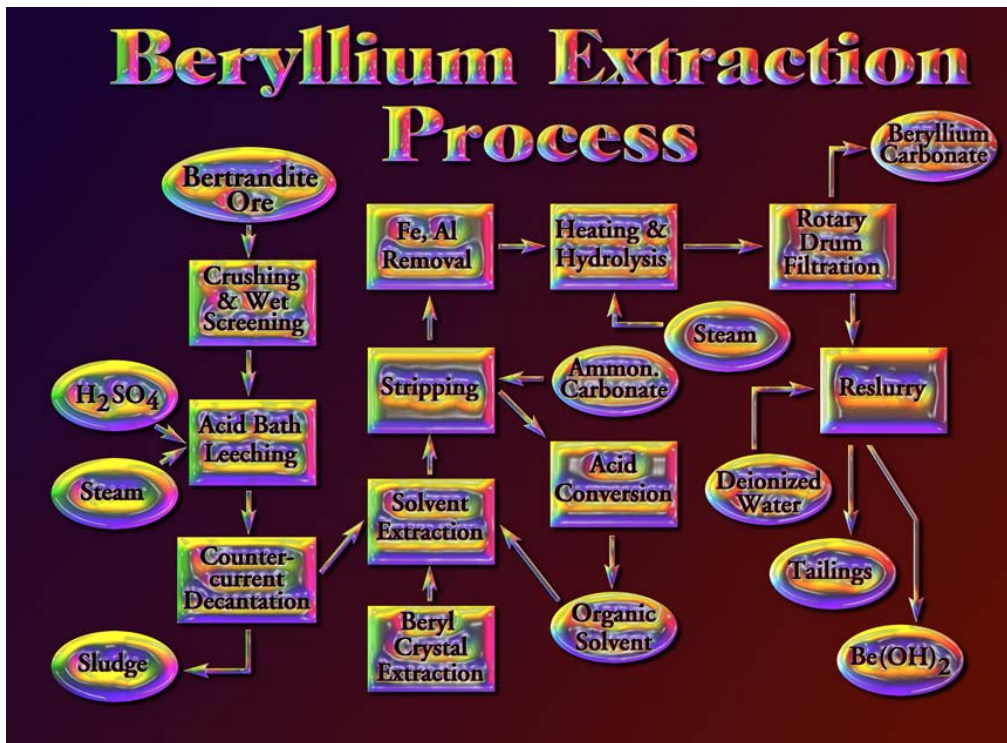 Beryllium Extraction
Process
Bertrandite
Ore
Crushing
& Wet
Screening
H2SO4
Steam
Acid Bath
Leeching
Counter-
current
Decantation
Sludge
Fe, Al
Removal
Stripping
Solvent
Extraction
Beryl
Crystal
Extraction
Heating &
Hydrolysis
Steam
Ammon.
Carbonate
Acid
Conversion
Organic
Solvent
Beryllium
Carbonate
Rotary
Drum
Filtration
Reslurry
Deionized
Water
Tailings
Be(OH)2